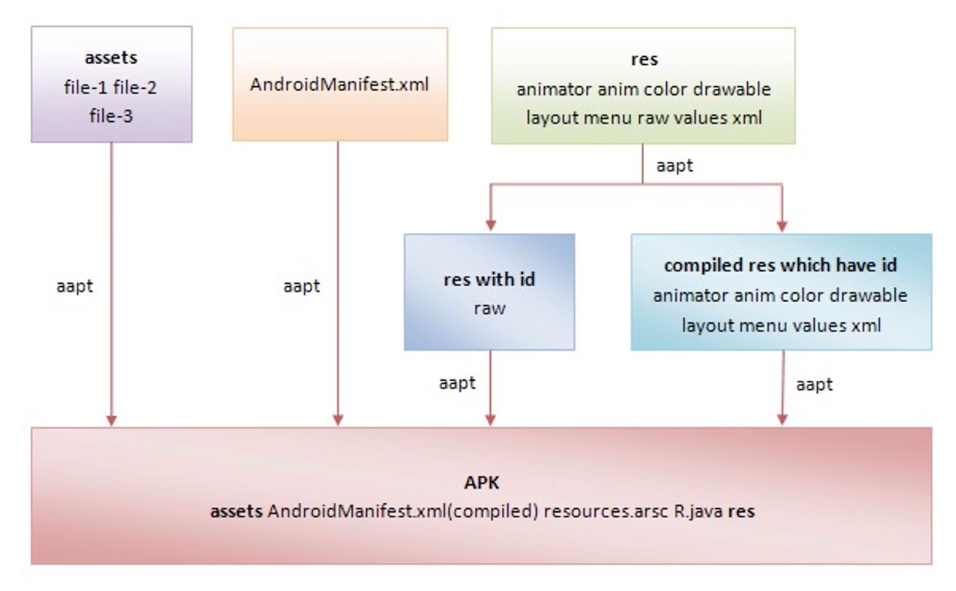 assets
file-1 file-2
file-3
AndroidManifest.xml
res
animator anim color drawable
layout menu raw values xml
aapt
res with id
raw
compiled res which have id
animator anim color drawable
layout menu values xml
aapt
aapt
aapt
aapt
APK
assets AndroidManifest.xml(compiled) resources.arsc R.java res